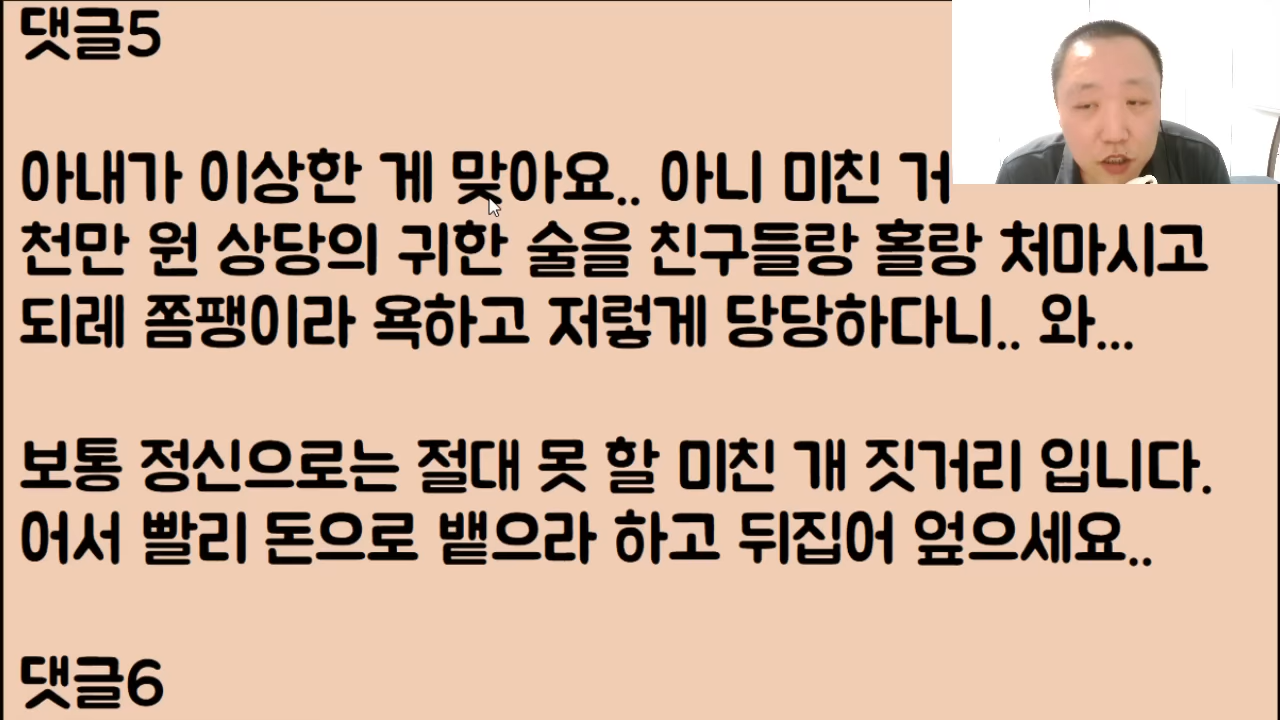 댓글5
아내가 이상한 게 맞아요.. 아니 미친 거
천만 원 상당의 귀한 술을 친구들랑 홀랑 처마시고
되레 쫌팽이라 욕하고 저렇게 당당하다니.. 와...
보통 정신으로는 절대 못 할 미친 개 짓거리 입니다.
어서 빨리 돈으로 뱉으라 하고 뒤집어 엎으세요..
댓글6